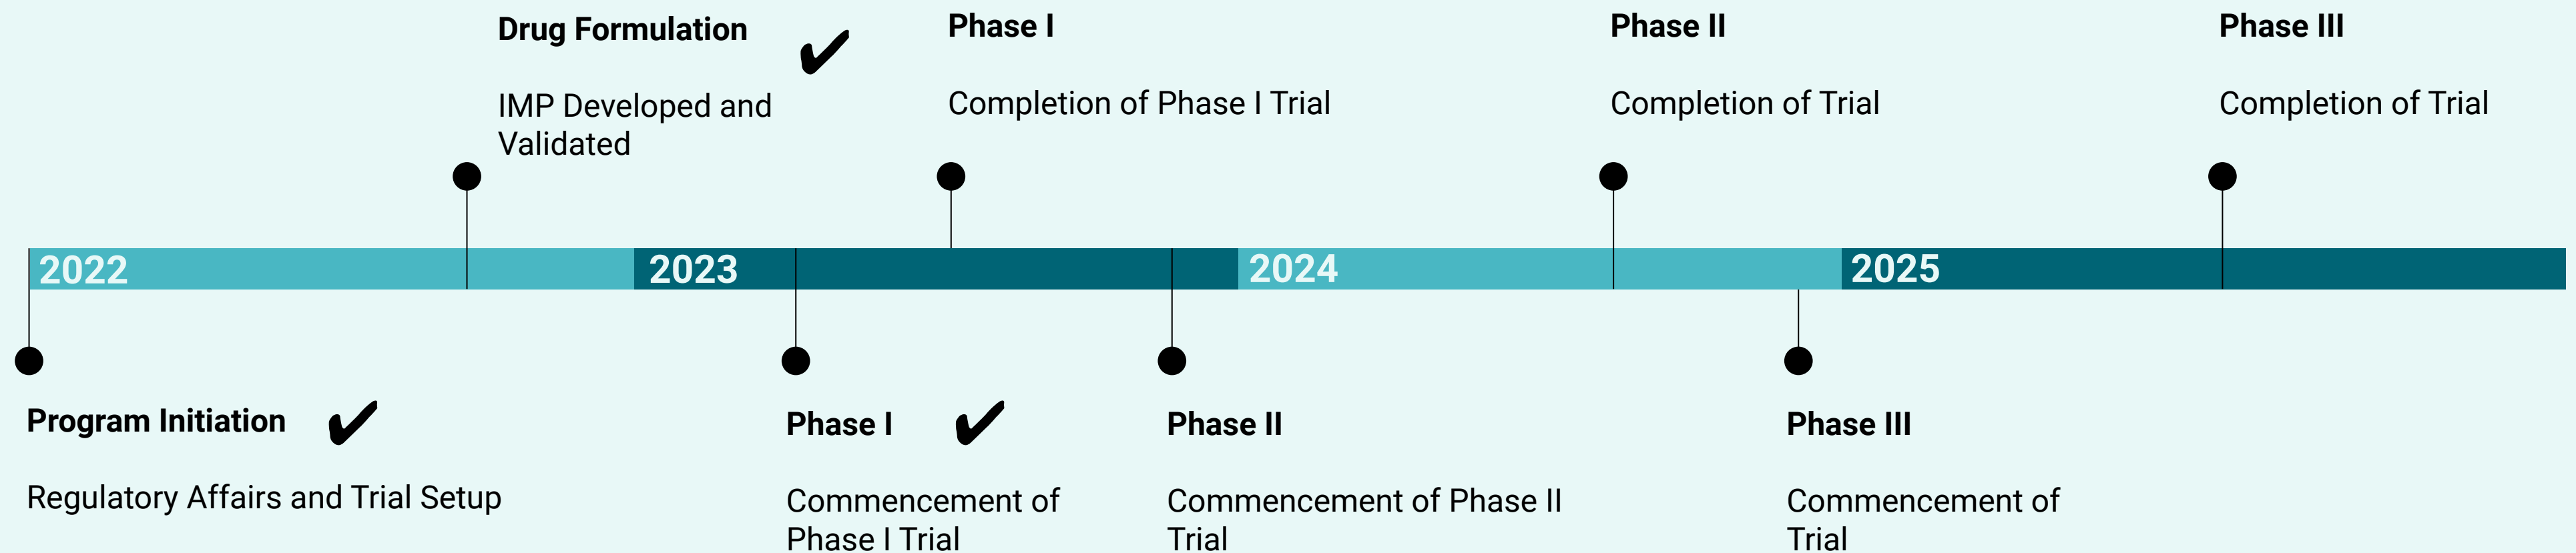 Drug Formulation
IMP Developed and
Validated
Phase I
Completion of Phase I Trial
Phase II
Completion of Trial
Phase III
Completion of Trial
2022
2023
2024
2025
Program Initiation
Regulatory Affairs and Trial Setup
Phase I
Commencement of
Phase I Trial
Phase II
Commencement of Phase II
Trial
Phase III
Commencement of
Trial